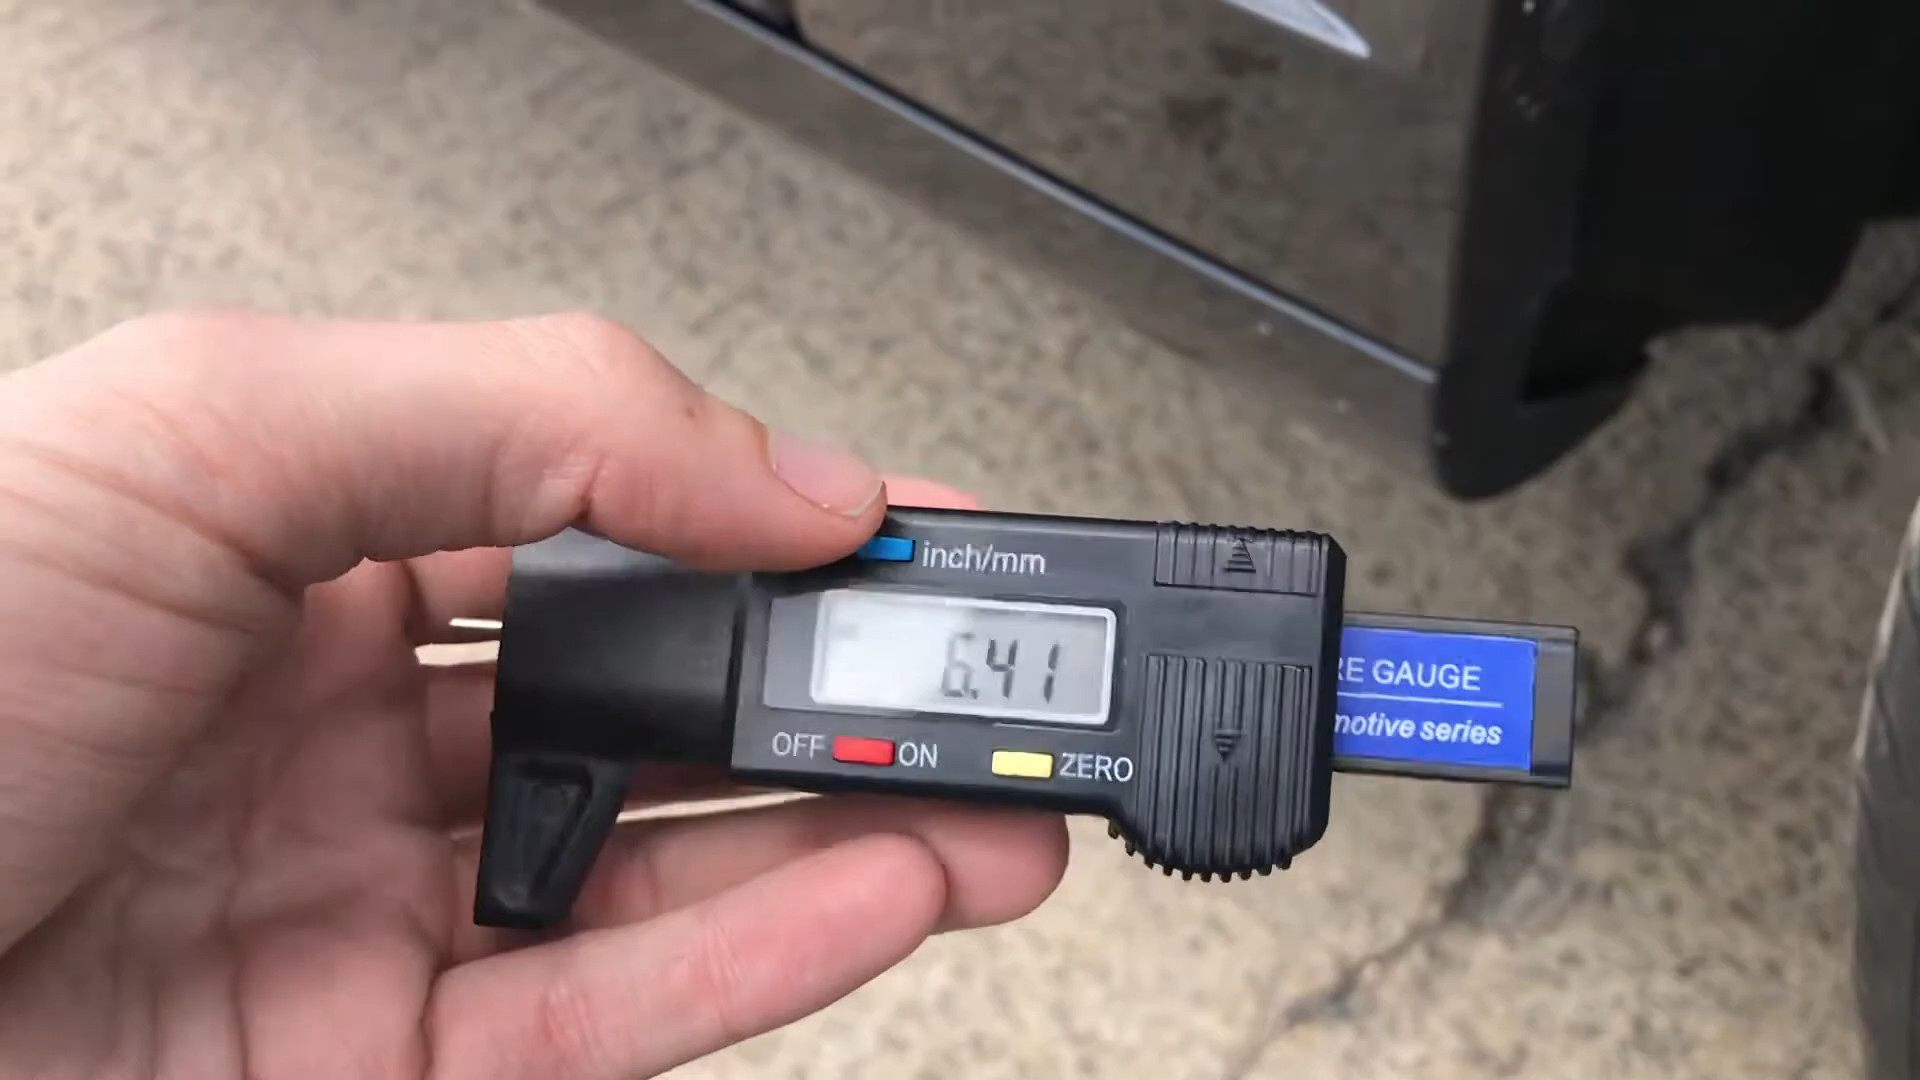 inch/mm
6.41
OFF ON ZERO
RE GAUGE
motive series